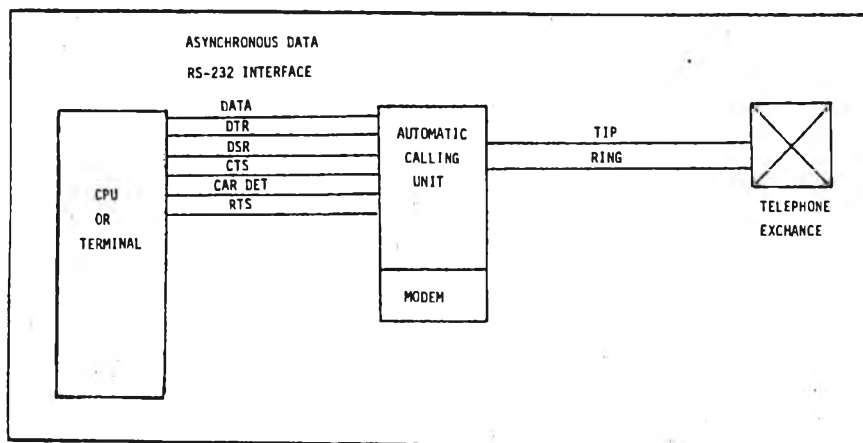 ASYNCHRONOUS DATA
RS-232 INTERFACE
DATA
DTR
DSR
CTS
CAR DET
RTS
CPU
OR
TERMINAL
AUTOMATIC
CALLING
UNIT
MODEM
TIP
RING
TELEPHONE
EXCHANGE